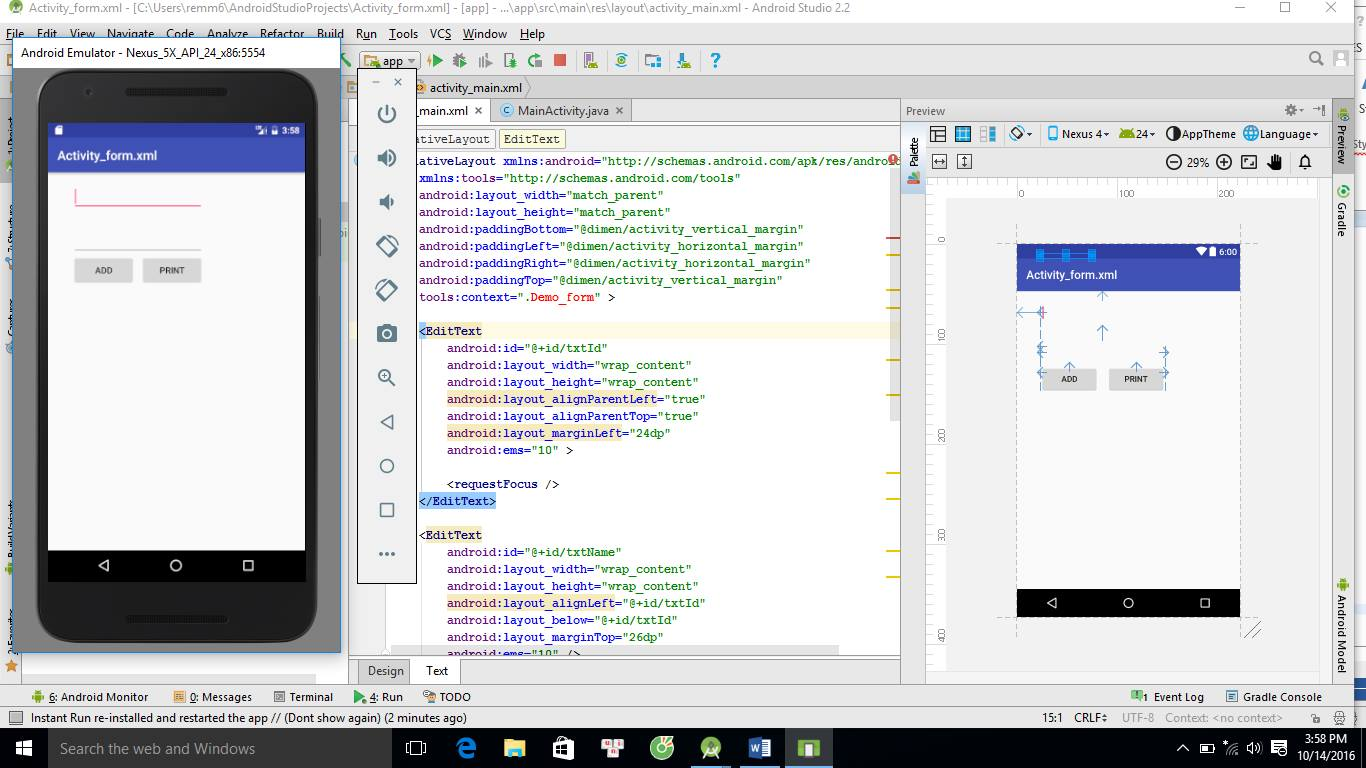 Activity_form.xml - [C:\Users\remm6\AndroidStudioProjects\Activity_form.xml] - [app] - ...\app\src\main\res\layout\activity_main.xml - Android Studio 2.2
File Edit View Navigate Code Analyze Refactor Build Run Tools VCS Window Help
Android Emulator - Nexus_5X_API_24_x86:5554
app
activity_main.xml
_main.xml
MainActivity.java
ativeLayout
EditText
3:58
Activity_form.xml
ADD
PRINT
ativeLayout xmlns:android="http://schemas.android.com/apk/res/android
xmlns:tools="http://schemas.android.com/tools"
android:layout_width="match_parent"
android:layout_height="match_parent"
android:paddingBottom="@dimen/activity_vertical_margin"
android:paddingLeft="@dimen/activity_horizontal_margin"
android:paddingRight="@dimen/activity_horizontal_margin"
android:paddingTop="@dimen/activity_vertical_margin"
tools:context=".Demo_form" >
<EditText
android:id="@+id/txtId"
android:layout_width="wrap_content"
android:layout_height="wrap_content"
android:layout_alignParentLeft="true"
android:layout_alignParentTop="true"
android:layout_marginLeft="24dp"
android:ems="10" >
<requestFocus />
</EditText>
<EditText
android:id="@+id/txtName"
android:layout_width="wrap_content"
android:layout_height="wrap_content"
android:layout_alignLeft="@+id/txtId"
android:layout_below="@+id/txtId"
android:layout_marginTop="26dp"
android:ems="10" />
Design
Text
Preview
Palette
Nexus 4
24
AppTheme
Language
29%
0 100 200
0
100
200
300
400
6:00
Activity_form.xml
ADD
PRINT
Preview
Gradle
Android Model
6: Android Monitor
0: Messages
Terminal
4: Run
TODO
1 Event Log
Gradle Console
Instant Run re-installed and restarted the app // (Dont show again) (2 minutes ago)
15:1 CRLF UTF-8 Context: <no context>
Search the web and Windows
3:58 PM
10/14/2016